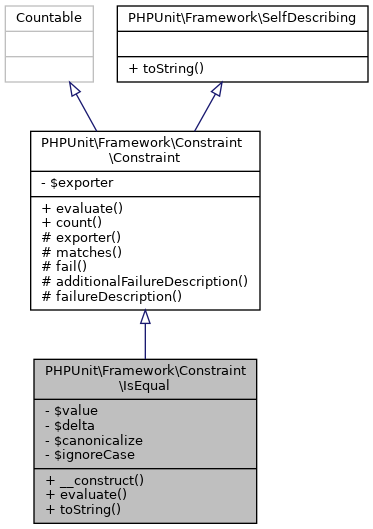 Countable
PHPUnit\Framework\SelfDescribing
+ toString()
PHPUnit\Framework\Constraint
\Constraint
- $exporter
+ evaluate()
+ count()
# exporter()
# matches()
# fail()
# additionalFailureDescription()
# failureDescription()
PHPUnit\Framework\Constraint
\IsEqual
- $value
- $delta
- $canonicalize
- $ignoreCase
+ __construct()
+ evaluate()
+ toString()